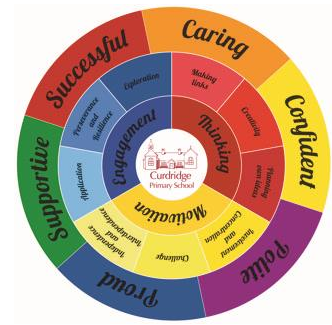 Successful
Caring
Confident
Polite
Proud
Supportive
Exploration
Making
links
Creativity
Planning
own ideas
Involvement
and
Concentration
Challenge
Independence
and
Interdependence
Application
Perseverance
and
Resilience
Engagement
Thinking
Motivation
Curdridge
Primary School